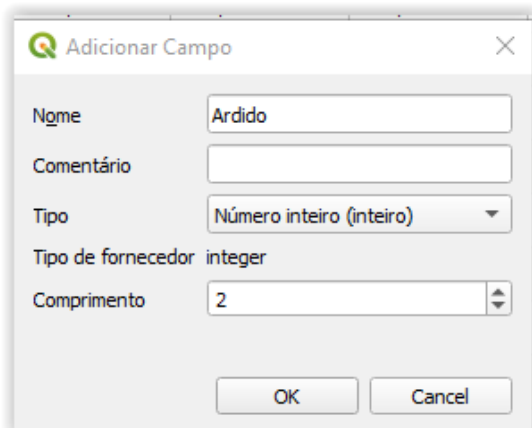 Adicionar Campo
Nome Ardido
Comentário
Tipo Número inteiro (inteiro)
Tipo de fornecedor integer
Comprimento 2
OK Cancel